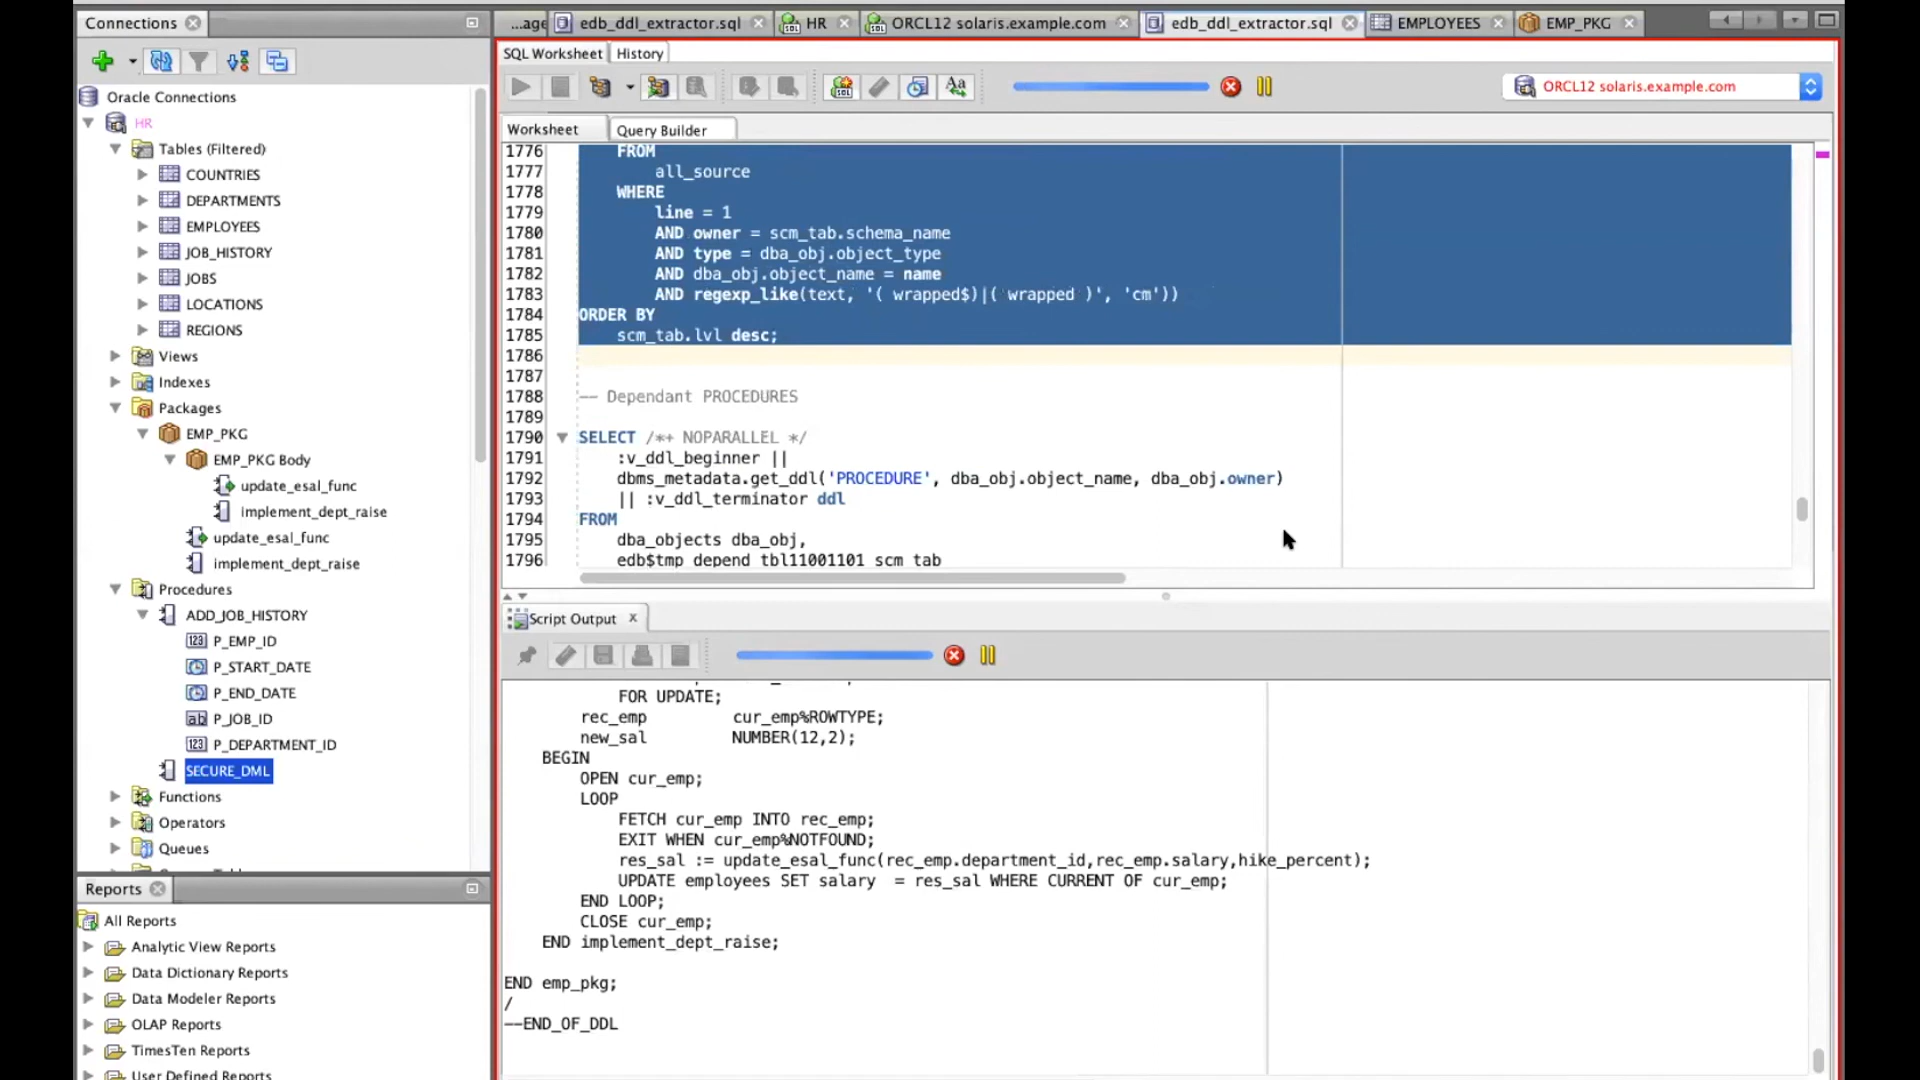 Connections
...age
edb_ddl_extractor.sql
HR
ORCL12 solaris.example.com
edb_ddl_extractor.sql
EMPLOYEES
EMP_PKG
SQL Worksheet
History
ORCL12 solaris.example.com
Worksheet
Query Builder
Oracle Connections
HR
Tables (Filtered)
COUNTRIES
DEPARTMENTS
EMPLOYEES
JOB_HISTORY
JOBS
LOCATIONS
REGIONS
Views
Indexes
Packages
EMP_PKG
EMP_PKG Body
update_esal_func
implement_dept_raise
update_esal_func
implement_dept_raise
Procedures
ADD_JOB_HISTORY
P_EMP_ID
P_START_DATE
P_END_DATE
P_JOB_ID
P_DEPARTMENT_ID
SECURE_DML
Functions
Operators
Queues
1776 FROM
1777 all_source
1778 WHERE
1779 line = 1
1780 AND owner = scm_tab.schema_name
1781 AND type = dba_obj.object_type
1782 AND dba_obj.object_name = name
1783 AND regexp_like(text, '( wrapped$)|( wrapped )', 'cm'))
1784 ORDER BY
1785 scm_tab.lvl desc;
1786
1787
1788 -- Dependant PROCEDURES
1789
1790 SELECT /*+ NOPARALLEL */
1791 :v_ddl_beginner ||
1792 dbms_metadata.get_ddl('PROCEDURE', dba_obj.object_name, dba_obj.owner)
1793 || :v_ddl_terminator ddl
1794 FROM
1795 dba_objects dba_obj,
1796 edb$tmp_depend_tbl11001101 scm_tab
Script Output
FOR UPDATE;
rec_emp cur_emp%ROWTYPE;
new_sal NUMBER(12,2);
BEGIN
OPEN cur_emp;
LOOP
FETCH cur_emp INTO rec_emp;
EXIT WHEN cur_emp%NOTFOUND;
res_sal := update_esal_func(rec_emp.department_id,rec_emp.salary,hike_percent);
UPDATE employees SET salary = res_sal WHERE CURRENT OF cur_emp;
END LOOP;
CLOSE cur_emp;
END implement_dept_raise;
END emp_pkg;
/
--END_OF_DDL
Reports
All Reports
Analytic View Reports
Data Dictionary Reports
Data Modeler Reports
OLAP Reports
TimesTen Reports
User Defined Reports